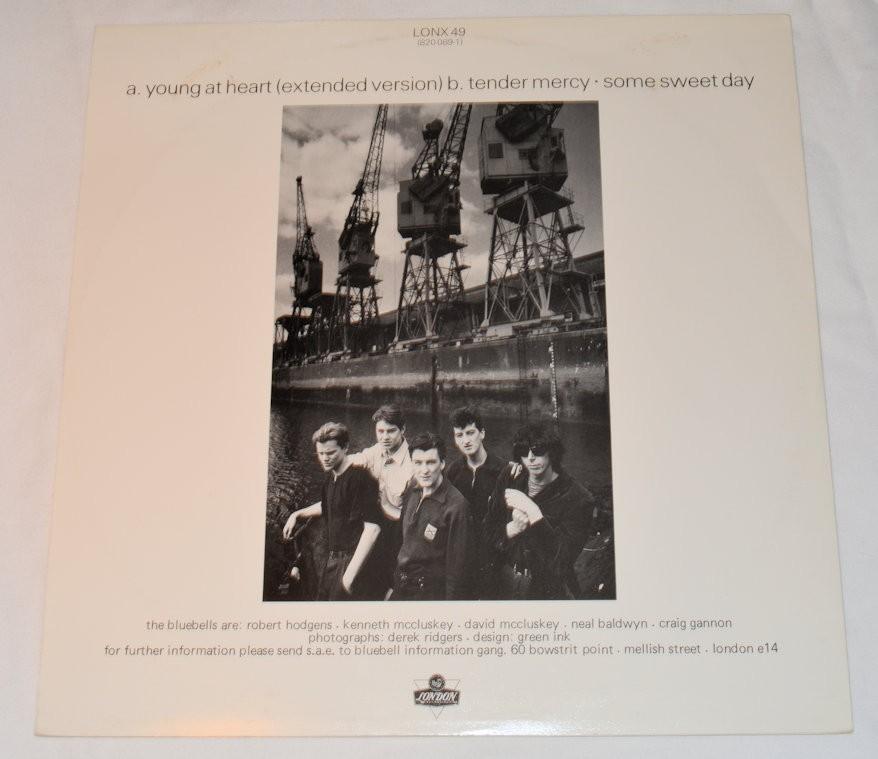 LONX 49
(820 089-1)
a. young at heart (extended version) b. tender mercy · some sweet day
the bluebells are: robert hodgens . kenneth mccluskey . david mccluskey . neal baldwyn . craig gannon
photographs: derek ridgers . design: green ink
for further information please send s.a.e. to bluebell information gang. 60 bowstrit point . mellish street . london e14
LONDON